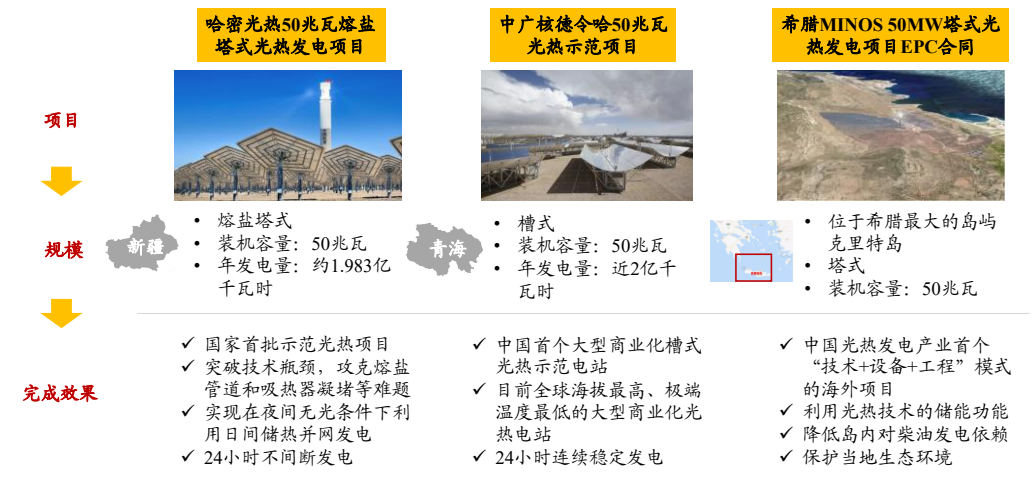 哈密光热50兆瓦熔盐
塔式光热发电项目
中广核德令哈50兆瓦
光热示范项目
希腊MINOS 50MW塔式光
热发电项目EPC合同
项目
规模
新疆
• 熔盐塔式
• 装机容量：50兆瓦
• 年发电量：约1.983亿
千瓦时
青海
• 槽式
• 装机容量：50兆瓦
• 年发电量：近2亿千
瓦时
• 位于希腊最大的岛屿
克里特岛
• 塔式
• 装机容量：50兆瓦
完成效果
✓ 国家首批示范光热项目
✓ 突破技术瓶颈，攻克熔盐
管道和吸热器凝堵等难题
✓ 实现在夜间无光条件下利
用日间储热并网发电
✓ 24小时不间断发电
✓ 中国首个大型商业化槽式
光热示范电站
✓ 目前全球海拔最高、极端
温度最低的大型商业化光
热电站
✓ 24小时连续稳定发电
✓ 中国光热发电产业首个
“技术+设备+工程”模式
的海外项目
✓ 利用光热技术的储能功能
✓ 降低岛内对柴油发电依赖
✓ 保护当地生态环境